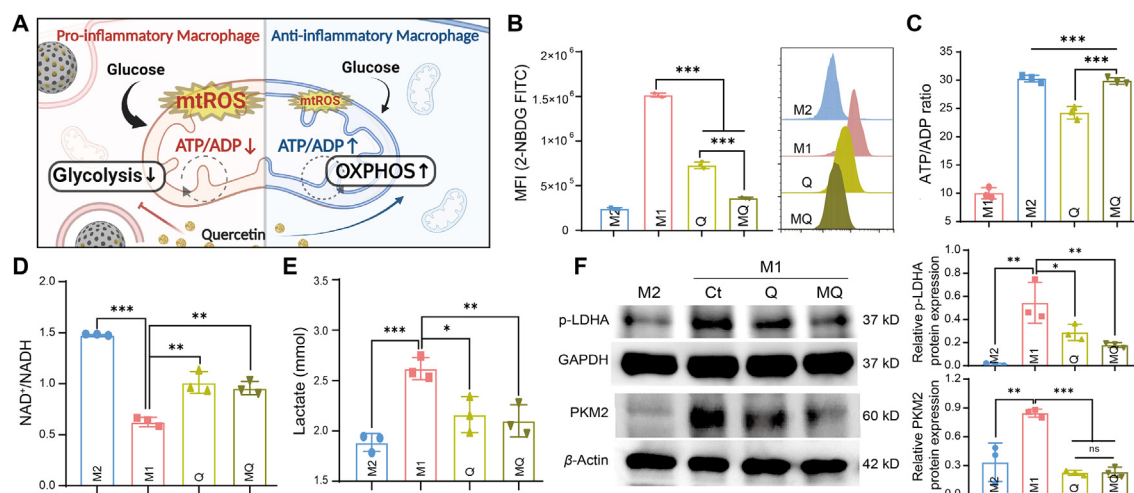 A
Pro-inflammatory Macrophage
Anti-inflammatory Macrophage
Glucose
Glucose
mtROS
mtROS
ATP/ADP↓
ATP/ADP↑
Glycolysis↓
OXPHOS↑
Quercetin
B
MFI (2-NBDG FITC)
2×10⁶
1.5×10⁶
1×10⁶
5×10⁵
0
***
***
M2
M1
Q
MQ
M2
M1
Q
MQ
C
ATP/ADP ratio
40
35
30
25
20
15
10
5
0
***
***
M1
M2
Q
MQ
D
NAD⁺/NADH
2.0
1.5
1.0
0.5
0.0
***
**
**
M2
M1
Q
MQ
E
Lactate (mmol)
3.5
3.0
2.5
2.0
1.5
***
*
**
M2
M1
Q
MQ
F
M1
M2
Ct
Q
MQ
p-LDHA
37 kD
GAPDH
37 kD
PKM2
60 kD
β-Actin
42 kD
Relative p-LDHA
protein expression
1.0
0.8
0.6
0.4
0.2
0.0
**
*
**
M2
M1
Q
MQ
Relative PKM2
protein expression
1.2
0.9
0.6
0.3
0.0
**
***
ns
M2
M1
Q
MQ